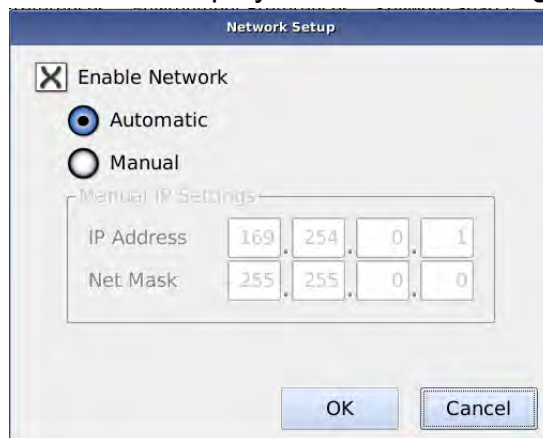 Network Setup
Enable Network
Automatic
Manual
Manual IP Settings
IP Address 169 . 254 . 0 . 1
Net Mask 255 . 255 . 0 . 0
OK Cancel